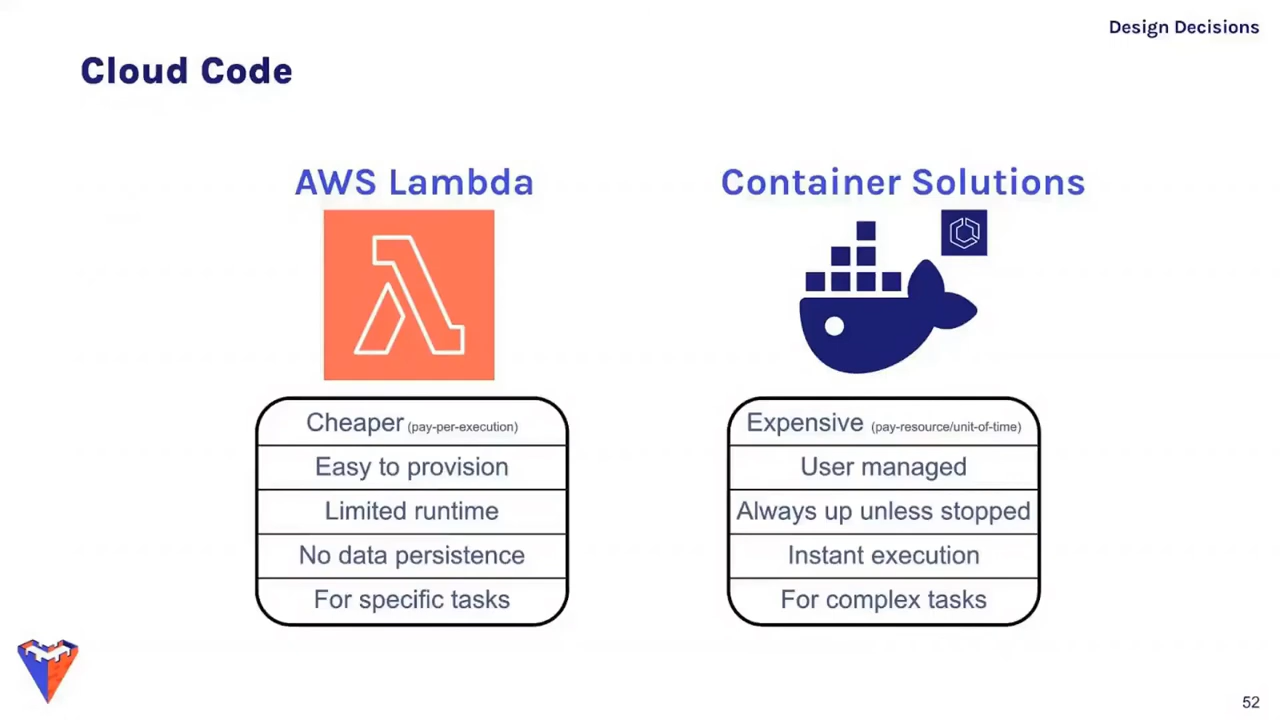 Design Decisions
Cloud Code
AWS Lambda
Cheaper (pay-per-execution)
Easy to provision
Limited runtime
No data persistence
For specific tasks
Container Solutions
Expensive (pay-resource/unit-of-time)
User managed
Always up unless stopped
Instant execution
For complex tasks
52